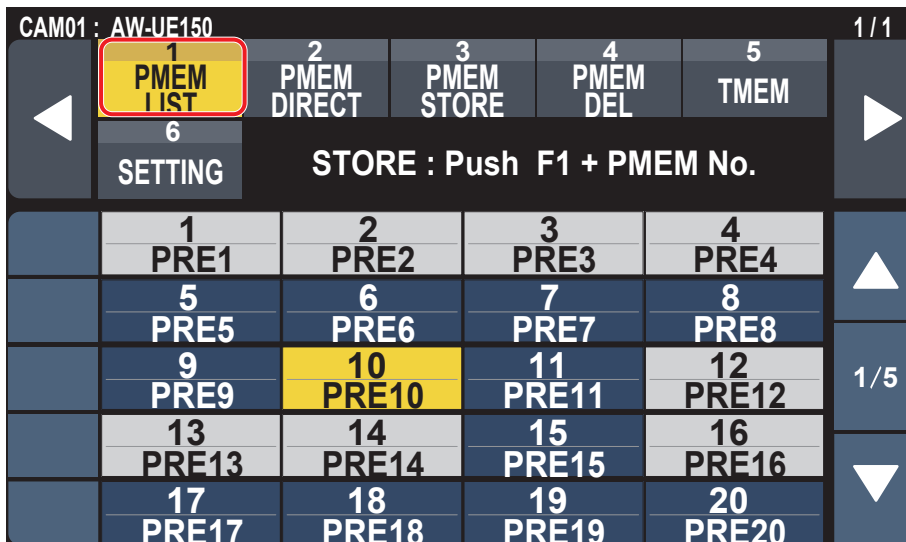 CAM01 : AW-UE150 1/1
1 2 3 4 5
PMEM LIST PMEM DIRECT PMEM STORE PMEM DEL TMEM
6
SETTING STORE : Push F1 + PMEM No.
1 2 3 4
PRE1 PRE2 PRE3 PRE4
5 6 7 8
PRE5 PRE6 PRE7 PRE8
9 10 11 12
PRE9 PRE10 PRE11 PRE12
1/5
13 14 15 16
PRE13 PRE14 PRE15 PRE16
17 18 19 20
PRE17 PRE18 PRE19 PRE20